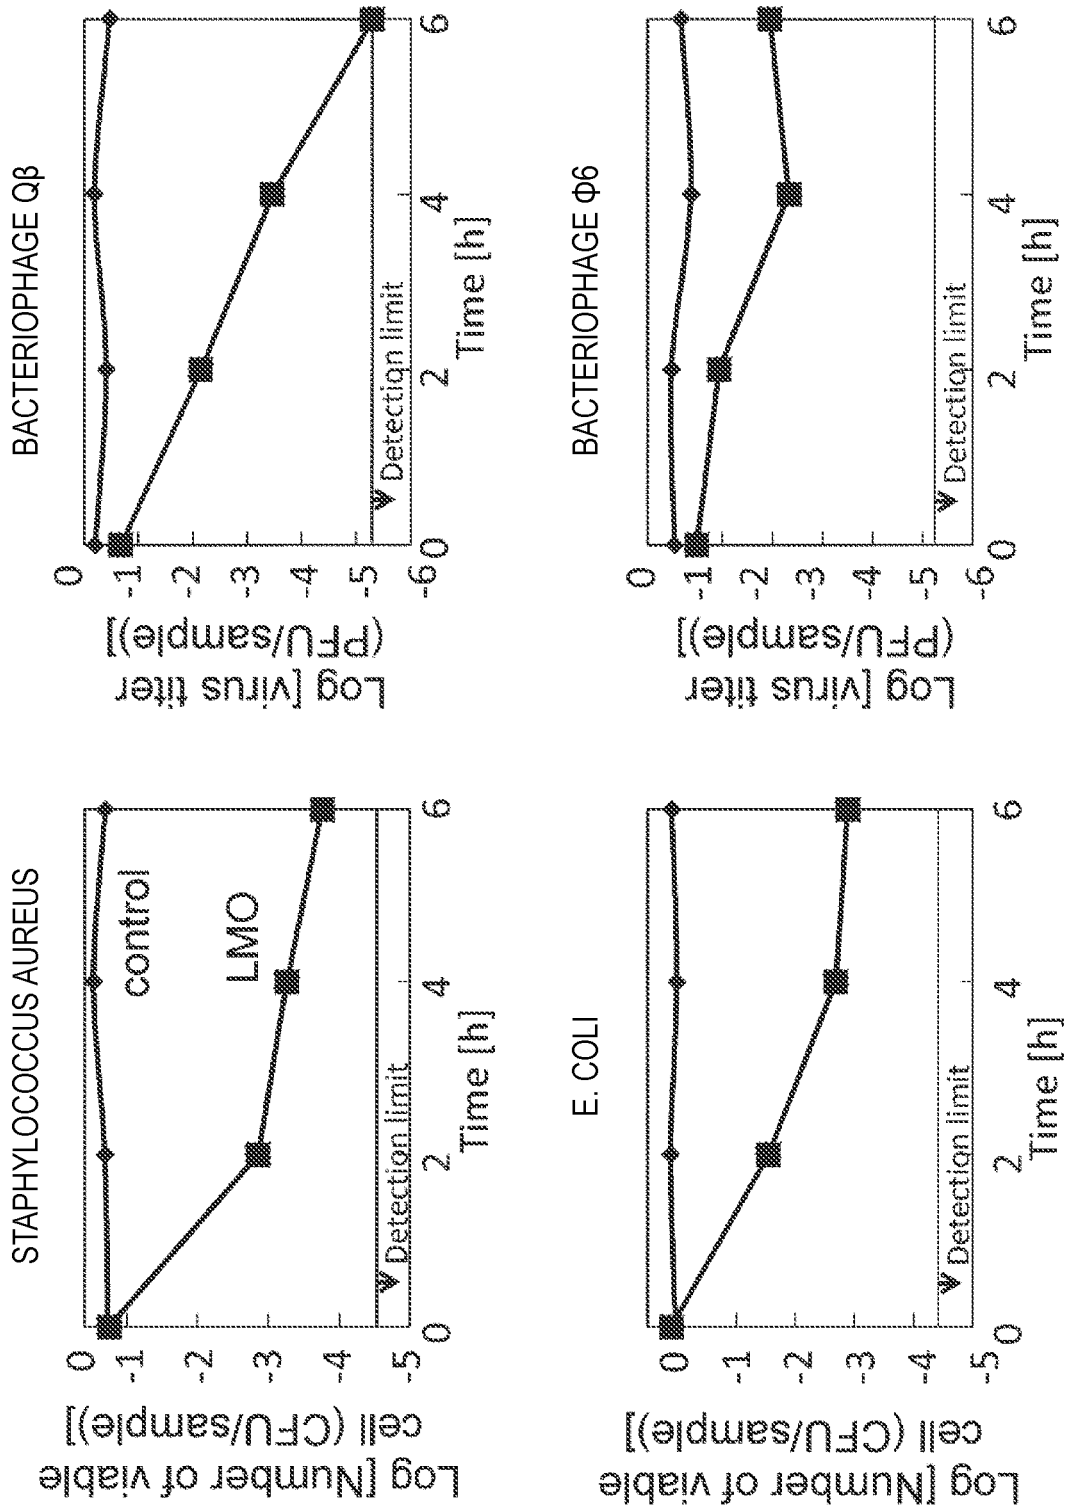 STAPHYLOCOCCUS AUREUS
Log [Number of viable
cell (CFU/sample)]
0
-1
-2
-3
-4
-5
control
LMO
Detection limit
0
2
4
6
Time [h]
BACTERIOPHAGE Qβ
Log [virus titer
(PFU/sample)]
0
-1
-2
-3
-4
-5
-6
Detection limit
0
2
4
6
Time [h]
E. COLI
Log [Number of viable
cell (CFU/sample)]
0
-1
-2
-3
-4
-5
Detection limit
0
2
4
6
Time [h]
BACTERIOPHAGE Φ6
Log [virus titer
(PFU/sample)]
0
-1
-2
-3
-4
-5
-6
Detection limit
0
2
4
6
Time [h]